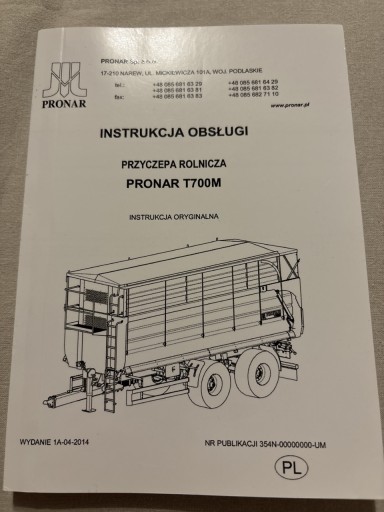 PRONAR Sp. z o.o.
17-210 NAREW, UL. MICKIEWICZA 101A, WOJ. PODLASKIE
tel.: +48 085 681 63 29 +48 085 681 64 29
+48 085 681 63 81 +48 085 681 63 82
fax: +48 085 681 63 83 +48 085 682 71 10
www.pronar.pl
PRONAR
INSTRUKCJA OBSŁUGI
PRZYCZEPA ROLNICZA
PRONAR T700M
INSTRUKCJA ORYGINALNA
WYDANIE 1A-04-2014
NR PUBLIKACJI 354N-00000000-UM
PL